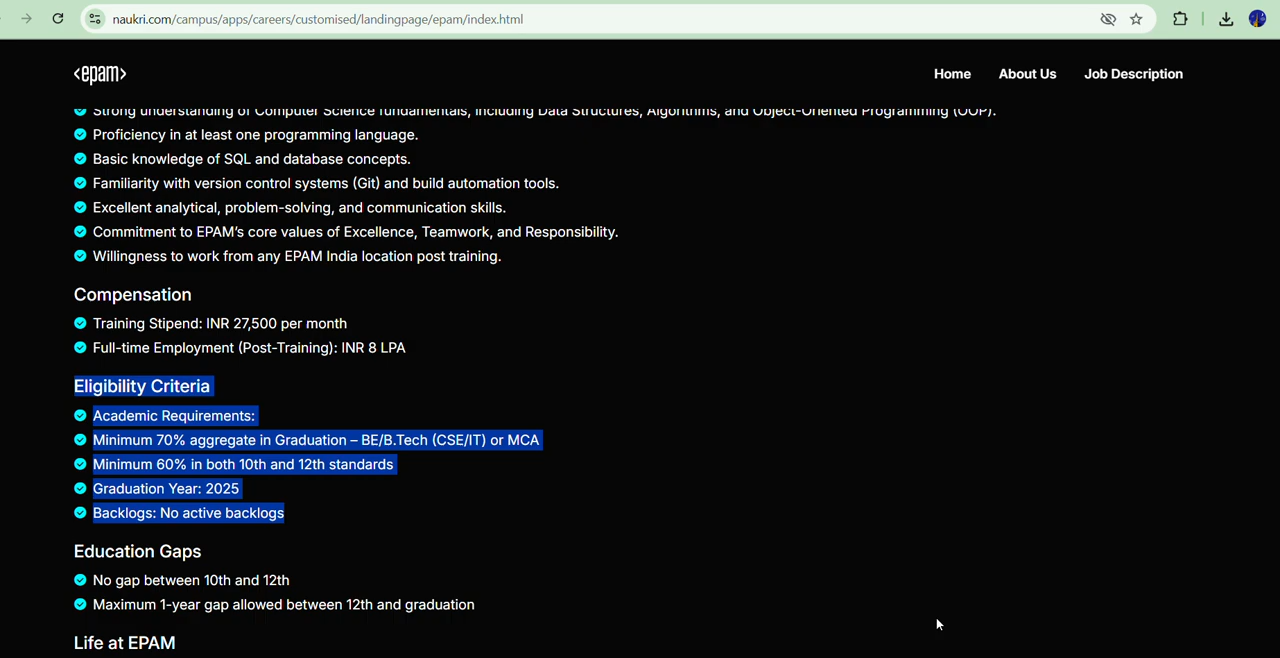 naukri.com/campus/apps/careers/customised/landingpage/epam/index.html
<epam>
Home About Us Job Description
Strong understanding of Computer Science fundamentals, including Data Structures, Algorithms, and Object-Oriented Programming (OOP).
Proficiency in at least one programming language.
Basic knowledge of SQL and database concepts.
Familiarity with version control systems (Git) and build automation tools.
Excellent analytical, problem-solving, and communication skills.
Commitment to EPAM’s core values of Excellence, Teamwork, and Responsibility.
Willingness to work from any EPAM India location post training.
Compensation
Training Stipend: INR 27,500 per month
Full-time Employment (Post-Training): INR 8 LPA
Eligibility Criteria
Academic Requirements:
Minimum 70% aggregate in Graduation – BE/B.Tech (CSE/IT) or MCA
Minimum 60% in both 10th and 12th standards
Graduation Year: 2025
Backlogs: No active backlogs
Education Gaps
No gap between 10th and 12th
Maximum 1-year gap allowed between 12th and graduation
Life at EPAM